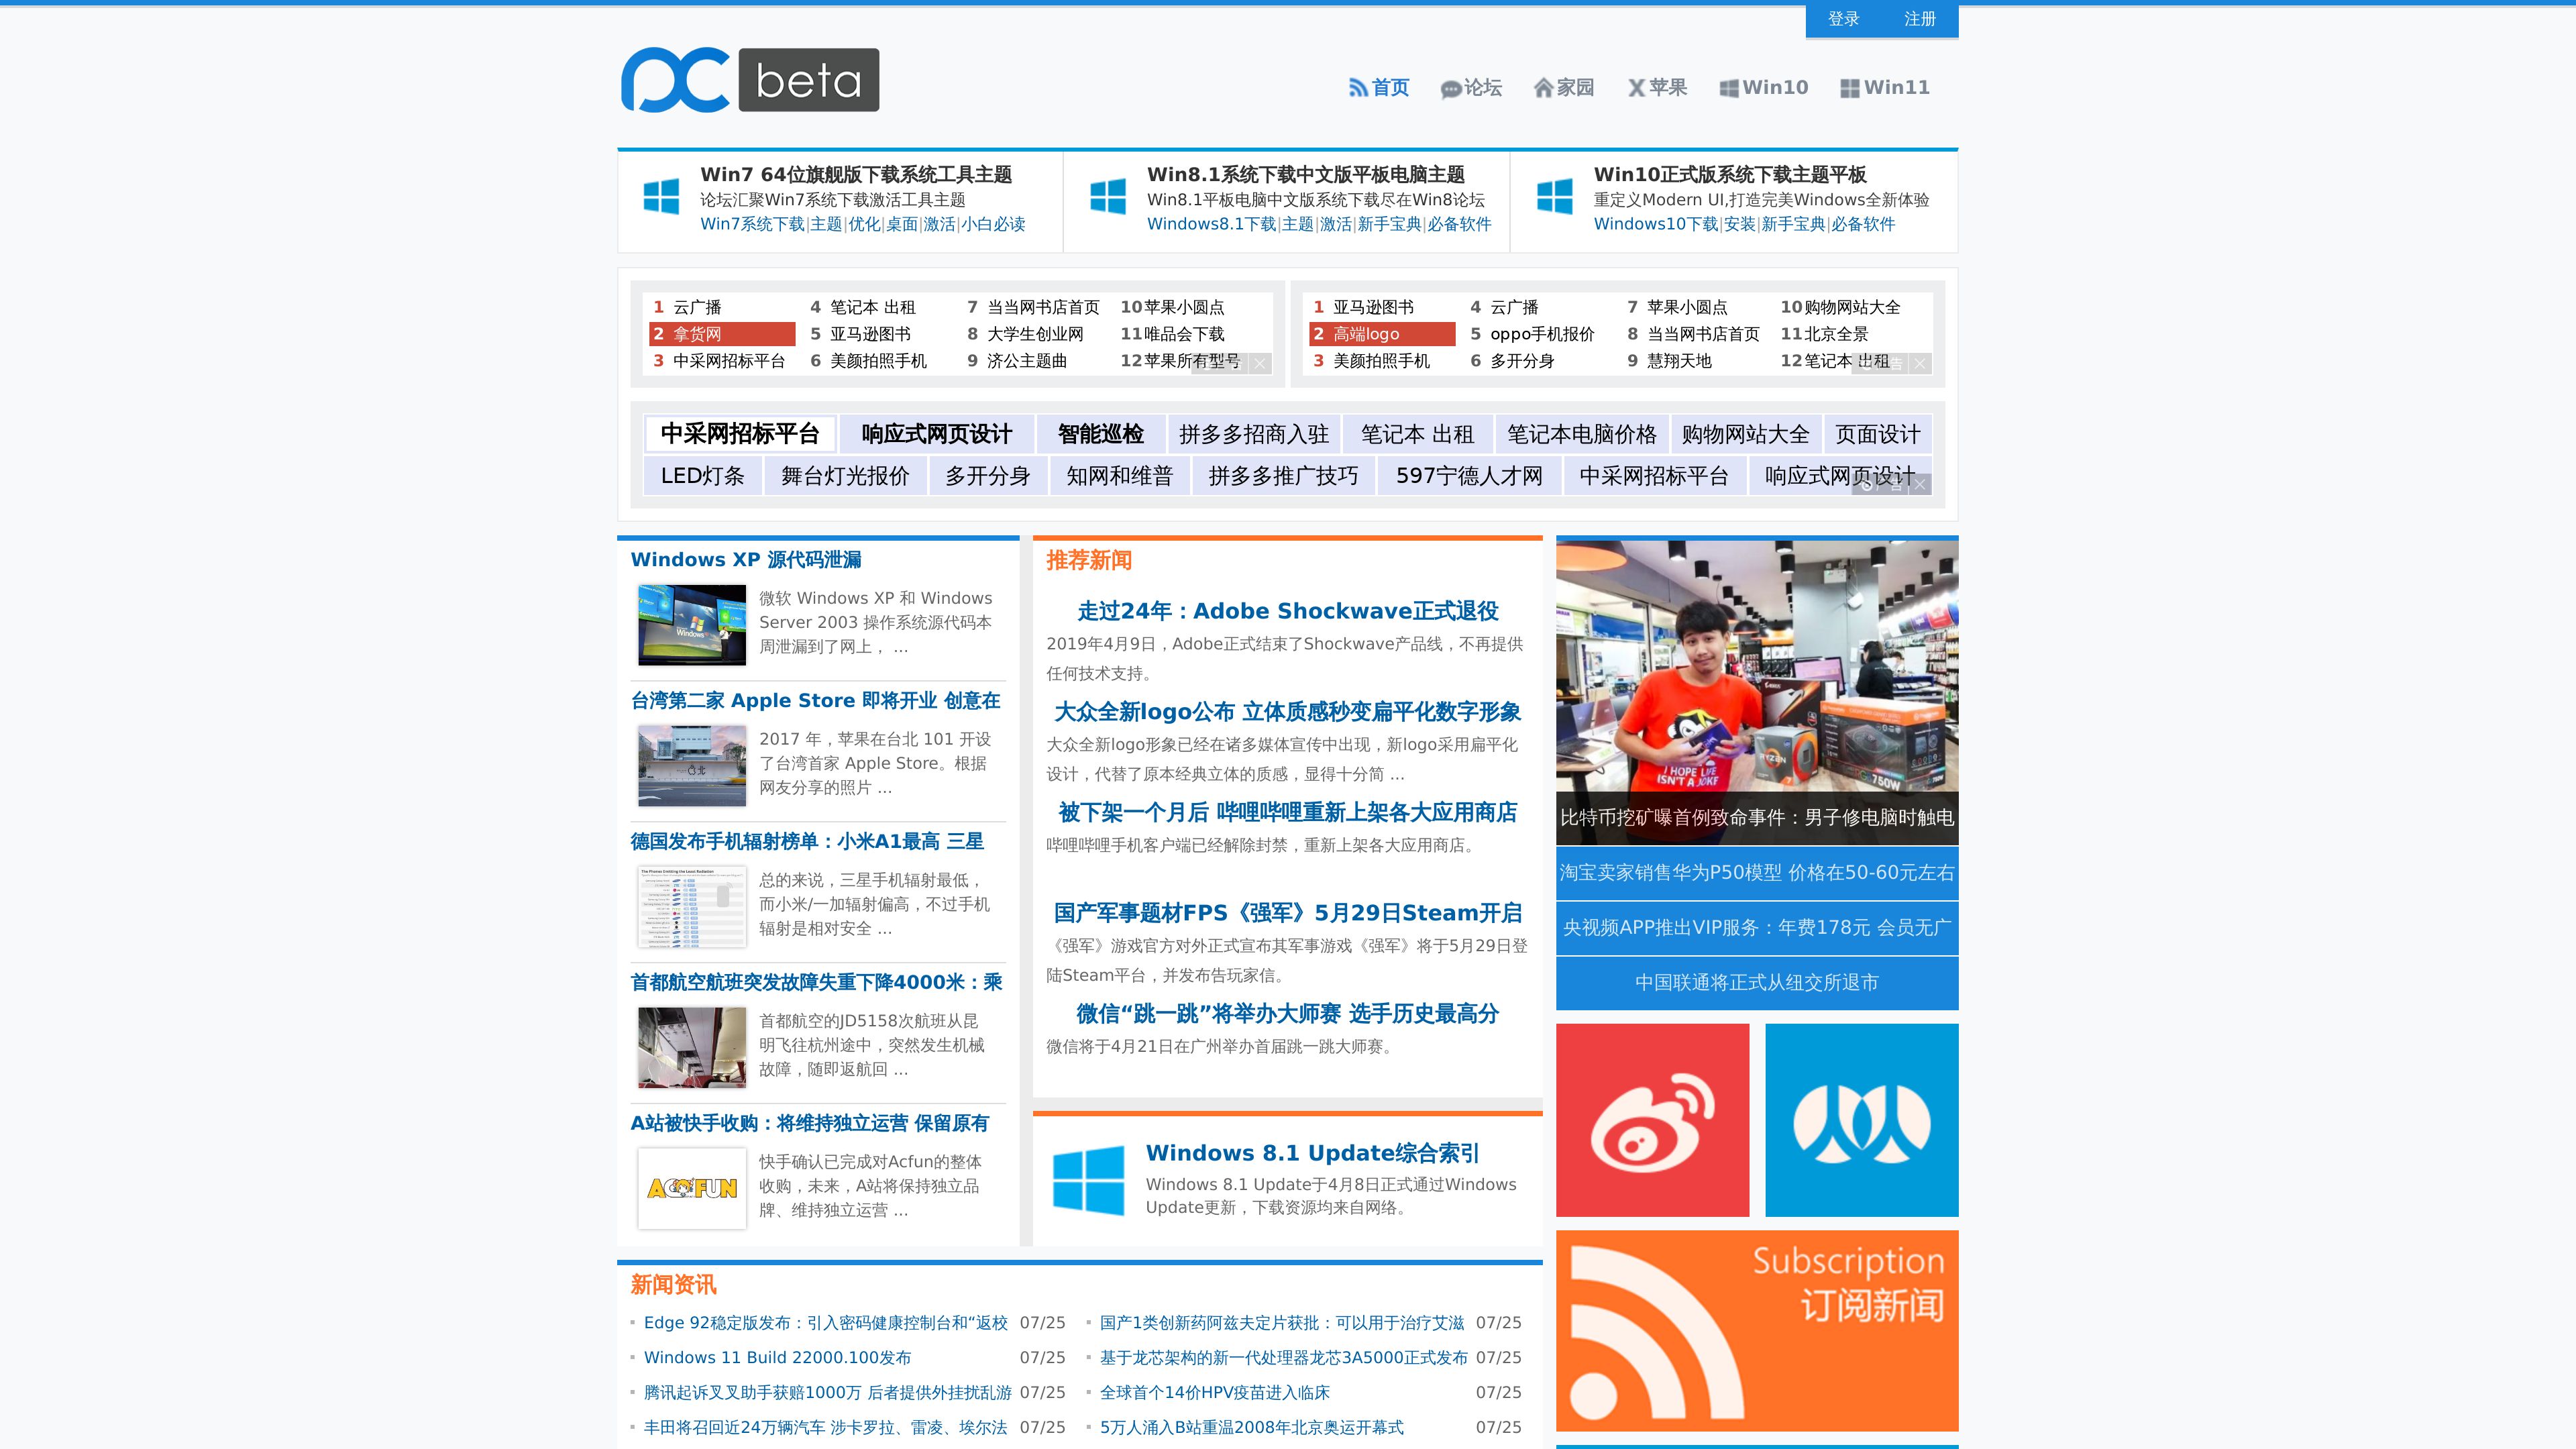 登录 注册
pc beta
首页 论坛 家园 苹果 Win10 Win11
Win7 64位旗舰版下载系统工具主题
论坛汇聚Win7系统下载激活工具主题
Win7系统下载|主题|优化|桌面|激活|小白必读
Win8.1系统下载中文版平板电脑主题
Win8.1平板电脑中文版系统下载尽在Win8论坛
Windows8.1下载|主题|激活|新手宝典|必备软件
Win10正式版系统下载主题平板
重定义Modern UI,打造完美Windows全新体验
Windows10下载|安装|新手宝典|必备软件
1 云广播 4 笔记本 出租 7 当当网书店首页 10 苹果小圆点
2 拿货网 5 亚马逊图书 8 大学生创业网 11 唯品会下载
3 中采网招标平台 6 美颜拍照手机 9 济公主题曲 12 苹果所有型号
1 亚马逊图书 4 云广播 7 苹果小圆点 10 购物网站大全
2 高端logo 5 oppo手机报价 8 当当网书店首页 11 北京全景
3 美颜拍照手机 6 多开分身 9 慧翔天地 12 笔记本 出租
中采网招标平台 响应式网页设计 智能巡检 拼多多招商入驻 笔记本 出租 笔记本电脑价格 购物网站大全 页面设计
LED灯条 舞台灯光报价 多开分身 知网和维普 拼多多推广技巧 597宁德人才网 中采网招标平台 响应式网页设计
Windows XP 源代码泄漏
微软 Windows XP 和 Windows
Server 2003 操作系统源代码本
周泄漏到了网上， ...
台湾第二家 Apple Store 即将开业 创意在
2017 年，苹果在台北 101 开设
了台湾首家 Apple Store。根据
网友分享的照片 ...
德国发布手机辐射榜单：小米A1最高 三星
总的来说，三星手机辐射最低，
而小米/一加辐射偏高，不过手机
辐射是相对安全 ...
首都航空航班突发故障失重下降4000米：乘
首都航空的JD5158次航班从昆
明飞往杭州途中，突然发生机械
故障，随即返航回 ...
A站被快手收购：将维持独立运营 保留原有
ACFUN
快手确认已完成对Acfun的整体
收购，未来，A站将保持独立品
牌、维持独立运营 ...
推荐新闻
走过24年：Adobe Shockwave正式退役
2019年4月9日，Adobe正式结束了Shockwave产品线，不再提供
任何技术支持。
大众全新logo公布 立体质感秒变扁平化数字形象
大众全新logo形象已经在诸多媒体宣传中出现，新logo采用扁平化
设计，代替了原本经典立体的质感，显得十分简 ...
被下架一个月后 哔哩哔哩重新上架各大应用商店
哔哩哔哩手机客户端已经解除封禁，重新上架各大应用商店。
国产军事题材FPS《强军》5月29日Steam开启
《强军》游戏官方对外正式宣布其军事游戏《强军》将于5月29日登
陆Steam平台，并发布告玩家信。
微信“跳一跳”将举办大师赛 选手历史最高分
微信将于4月21日在广州举办首届跳一跳大师赛。
Windows 8.1 Update综合索引
Windows 8.1 Update于4月8日正式通过Windows
Update更新，下载资源均来自网络。
I HOPE LIFE
ISN'T A JOKE
RYZEN
750W
比特币挖矿曝首例致命事件：男子修电脑时触电
淘宝卖家销售华为P50模型 价格在50-60元左右
央视频APP推出VIP服务：年费178元 会员无广
中国联通将正式从纽交所退市
Subscription
订阅新闻
新闻资讯
Edge 92稳定版发布：引入密码健康控制台和“返校 07/25
Windows 11 Build 22000.100发布 07/25
腾讯起诉叉叉助手获赔1000万 后者提供外挂扰乱游 07/25
丰田将召回近24万辆汽车 涉卡罗拉、雷凌、埃尔法 07/25
国产1类创新药阿兹夫定片获批：可以用于治疗艾滋 07/25
基于龙芯架构的新一代处理器龙芯3A5000正式发布 07/25
全球首个14价HPV疫苗进入临床 07/25
5万人涌入B站重温2008年北京奥运开幕式 07/25